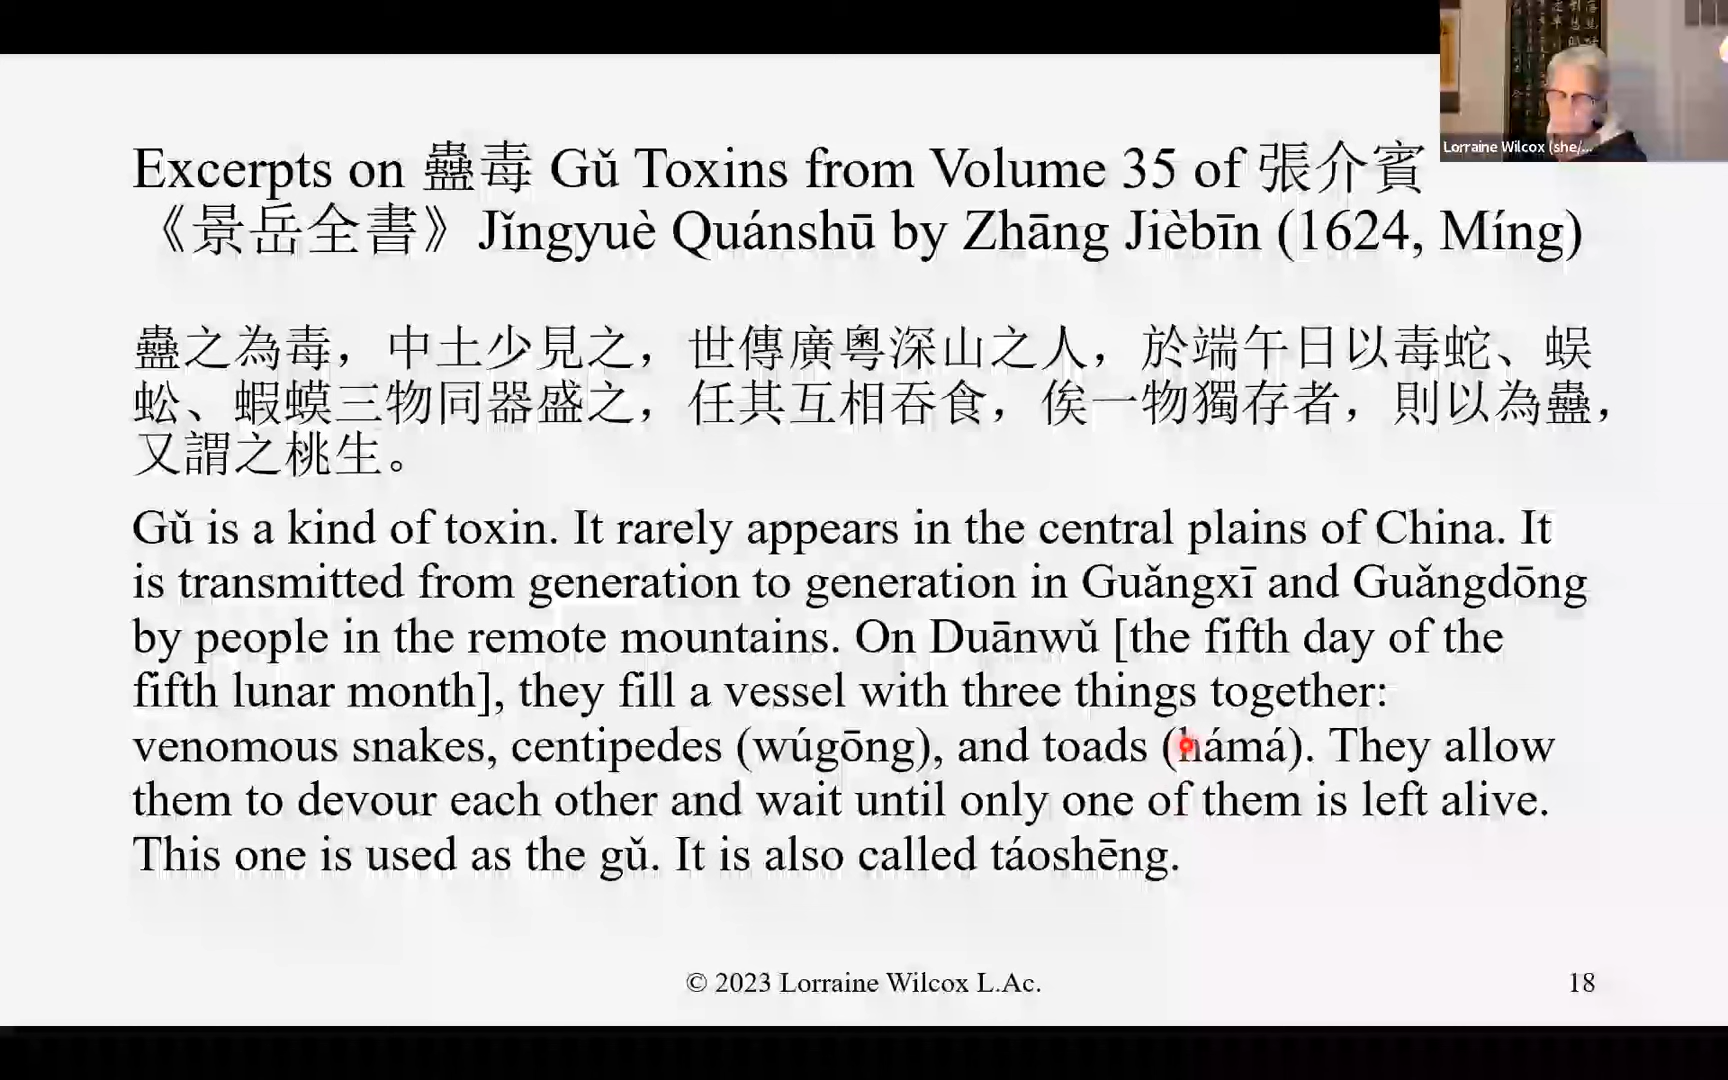 Excerpts on 蠱毒 Gǔ Toxins from Volume 35 of 張介賓
《景岳全書》Jǐngyuè Quánshū by Zhāng Jièbīn (1624, Míng)
蠱之為毒，中土少見之，世傳廣粵深山之人，於端午日以毒蛇、蜈
蚣、蝦蟆三物同器盛之，任其互相吞食，俟一物獨存者，則以為蠱，
又謂之桃生。
Gǔ is a kind of toxin. It rarely appears in the central plains of China. It
is transmitted from generation to generation in Guǎngxī and Guǎngdōng
by people in the remote mountains. On Duānwǔ [the fifth day of the
fifth lunar month], they fill a vessel with three things together:
venomous snakes, centipedes (wúgōng), and toads (hámá). They allow
them to devour each other and wait until only one of them is left alive.
This one is used as the gǔ. It is also called táoshēng.
© 2023 Lorraine Wilcox L.Ac.
18
Lorraine Wilcox (she/...